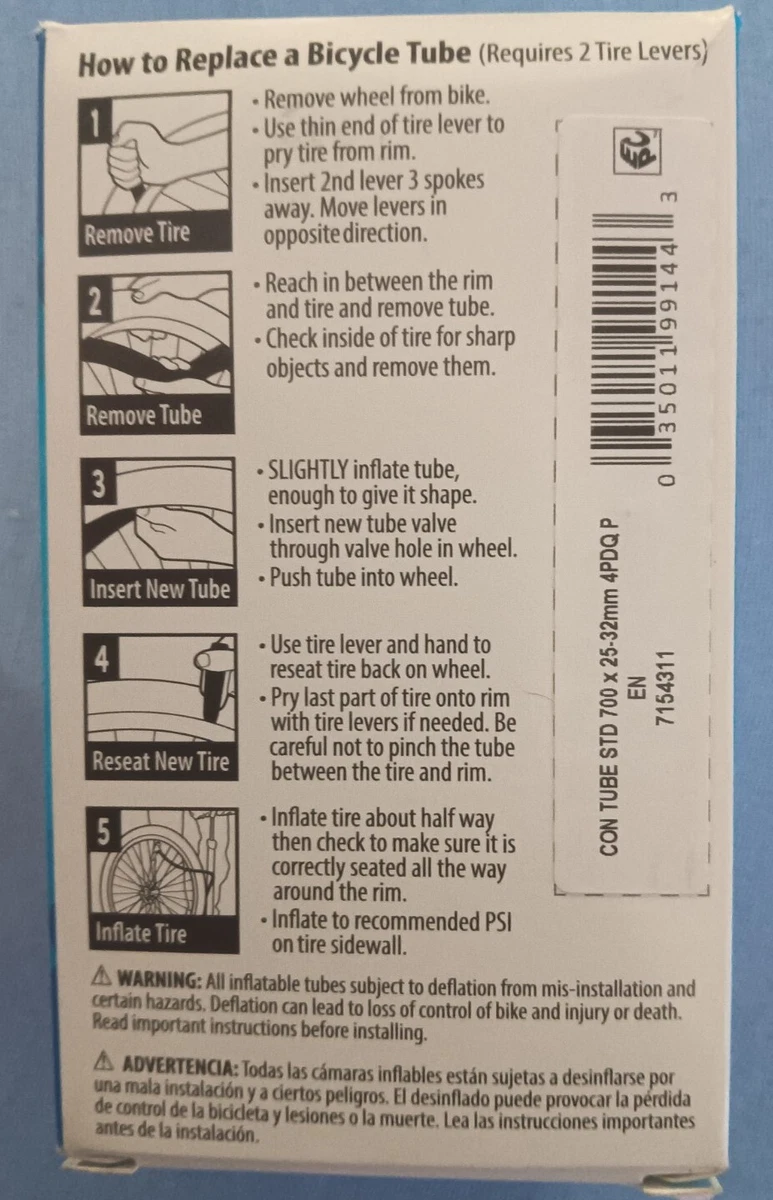 How to Replace a Bicycle Tube (Requires 2 Tire Levers)
1
Remove Tire
• Remove wheel from bike.
• Use thin end of tire lever to
pry tire from rim.
• Insert 2nd lever 3 spokes
away. Move levers in
opposite direction.
2
Remove Tube
• Reach in between the rim
and tire and remove tube.
• Check inside of tire for sharp
objects and remove them.
3
Insert New Tube
• SLIGHTLY inflate tube,
enough to give it shape.
• Insert new tube valve
through valve hole in wheel.
• Push tube into wheel.
4
Reseat New Tire
• Use tire lever and hand to
reseat tire back on wheel.
• Pry last part of tire onto rim
with tire levers if needed. Be
careful not to pinch the tube
between the tire and rim.
5
Inflate Tire
• Inflate tire about half way
then check to make sure it is
correctly seated all the way
around the rim.
• Inflate to recommended PSI
on tire sidewall.
⚠ WARNING: All inflatable tubes subject to deflation from mis-installation and
certain hazards. Deflation can lead to loss of control of bike and injury or death.
Read important instructions before installing.
⚠ ADVERTENCIA: Todas las cámaras inflables están sujetas a desinflarse por
una mala instalación y a ciertos peligros. El desinflado puede provocar la pérdida
de control de la bicicleta y lesiones o la muerte. Lea las instrucciones importantes
antes de la instalación.
0 35011 99144 3
CON TUBE STD 700 x 25-32mm 4PDQ P
EN
7154311